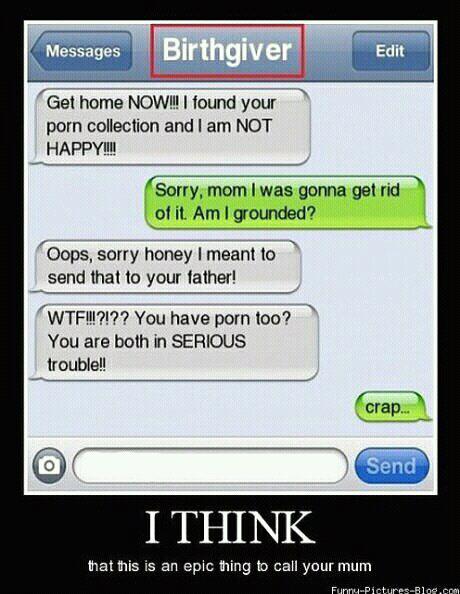 Messages
Birthgiver
Edit
Get home NOW!!! I found your
porn collection and I am NOT
HAPPY!!!!
Sorry, mom I was gonna get rid
of it. Am I grounded?
Oops, sorry honey I meant to
send that to your father!
WTF!!!?!?? You have porn too?
You are both in SERIOUS
trouble!!
crap...
Send
I THINK
that this is an epic thing to call your mum
Funny-Pictures-Blog.com